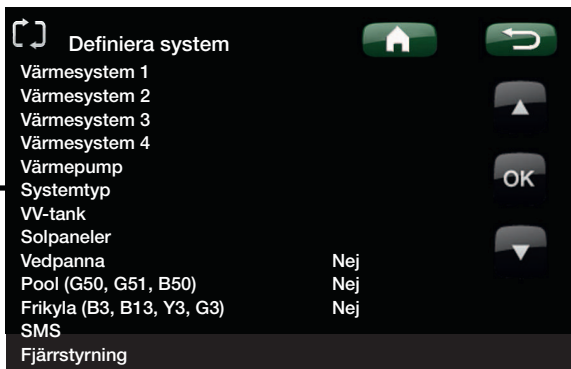 Definiera system
Värmesystem 1
Värmesystem 2
Värmesystem 3
Värmesystem 4
Värmepump
Systemtyp
VV-tank
Solpaneler
Vedpanna Nej
Pool (G50, G51, B50) Nej
Frikyla (B3, B13, Y3, G3) Nej
SMS
Fjärrstyrning
OK